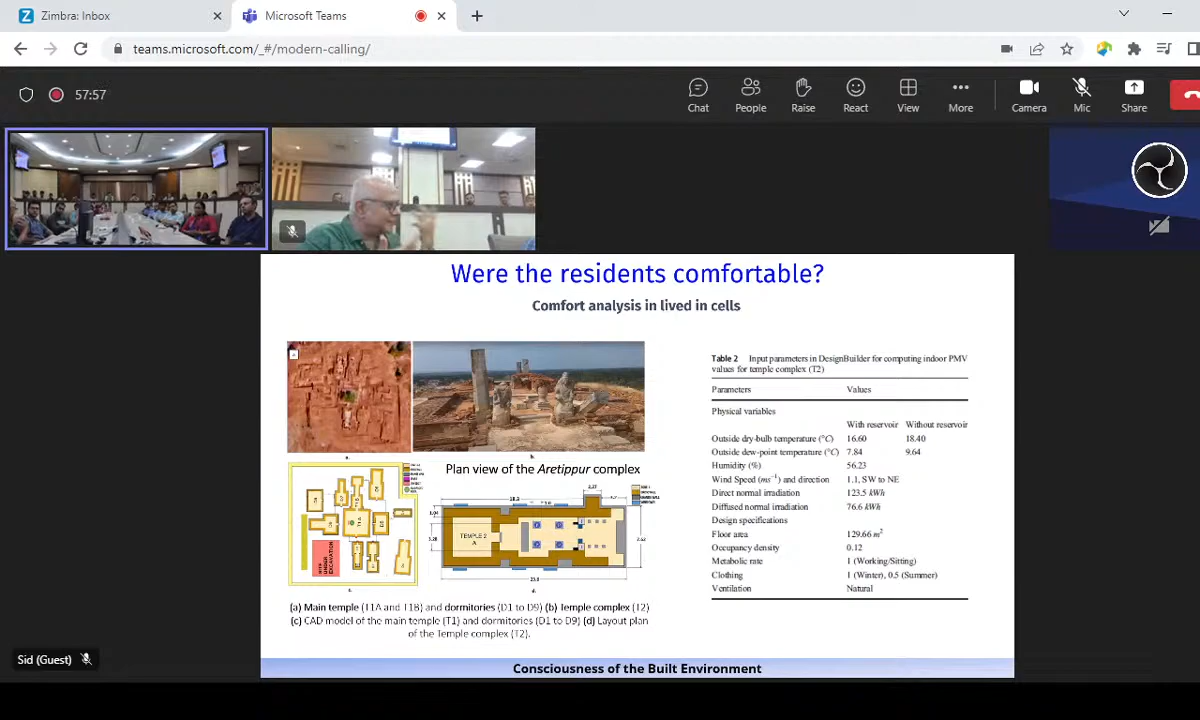 Zimbra: Inbox
Microsoft Teams
teams.microsoft.com/_#/modern-calling/
57:57
Chat
People
Raise
React
View
More
Camera
Mic
Share
Were the residents comfortable?
Comfort analysis in lived in cells
a.
b.
Plan view of the Aretippur complex
SITE UNDER EXCAVATION
TEMPLE 2
A
c.
d.
(a) Main temple (T1A and T1B) and dormitories (D1 to D9) (b) Temple complex (T2)
(c) CAD model of the main temple (T1) and dormitories (D1 to D9) (d) Layout plan
of the Temple complex (T2).
Table 2 Input parameters in DesignBuilder for computing indoor PMV
values for temple complex (T2)
Parameters Values
Physical variables
With reservoir Without reservoir
Outside dry-bulb temperature (°C) 16.60 18.40
Outside dew-point temperature (°C) 7.84 9.64
Humidity (%) 56.23
Wind Speed (ms⁻¹) and direction 1.1, SW to NE
Direct normal irradiation 123.5 kWh
Diffused normal irradiation 76.6 kWh
Design specifications
Floor area 129.66 m²
Occupancy density 0.12
Metabolic rate 1 (Working/Sitting)
Clothing 1 (Winter), 0.5 (Summer)
Ventilation Natural
Consciousness of the Built Environment
Sid (Guest)